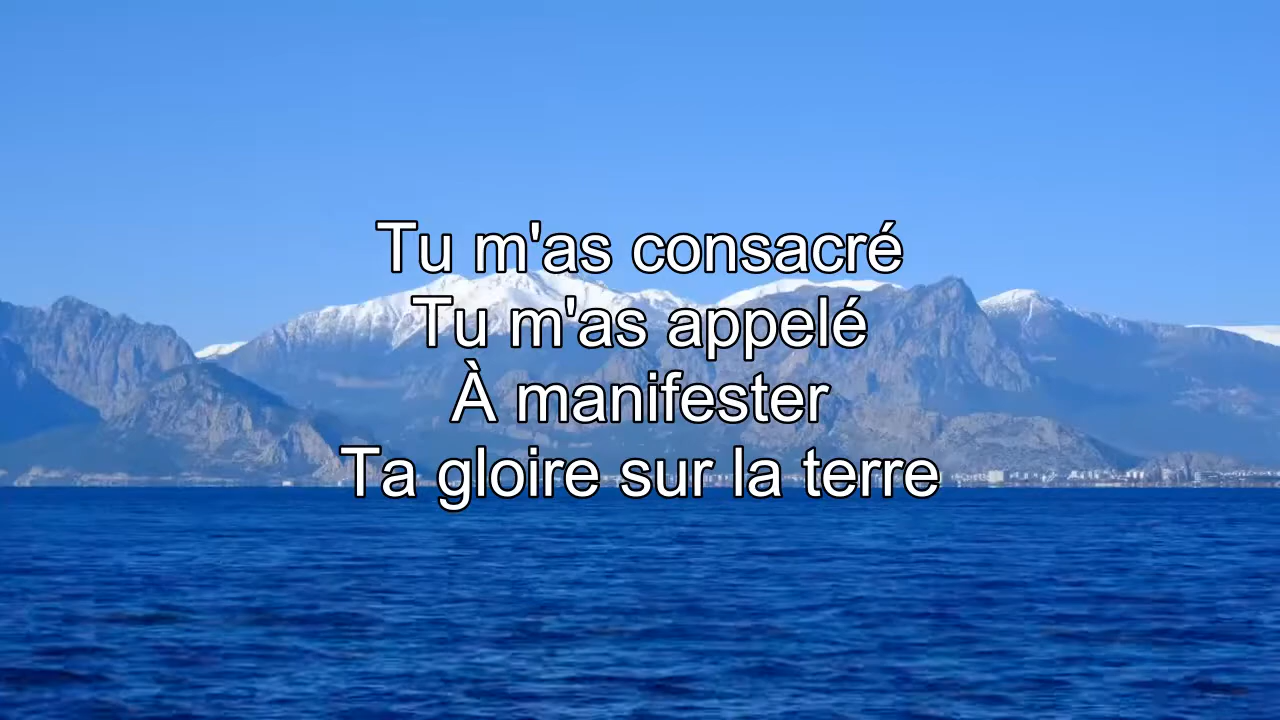 Tu m'as consacré
Tu m'as appelé
À manifester
Ta gloire sur la terre